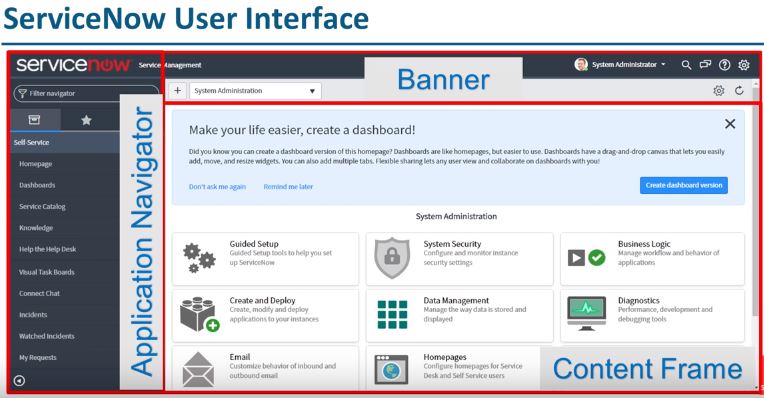 ServiceNow User Interface
servicenow Service Management
System Administrator
Banner
Filter navigator
System Administration
Application Navigator
Self-Service
Homepage
Dashboards
Service Catalog
Knowledge
Help the Help Desk
Visual Task Boards
Connect Chat
Incidents
Watched Incidents
My Requests
Make your life easier, create a dashboard!
Did you know you can create a dashboard version of this homepage? Dashboards are like homepages, but easier to use. Dashboards have a drag-and-drop canvas that lets you easily
add, move, and resize widgets. You can also add multiple tabs. Flexible sharing lets any user view and collaborate on dashboards with you!
Don't ask me again
Remind me later
Create dashboard version
System Administration
Guided Setup
Guided Setup tools to help you set
up ServiceNow
System Security
Configure and monitor instance
security settings
Business Logic
Manage workflow and behavior of
applications
Create and Deploy
Create, modify and deploy
applications to your instances
Data Management
Manage the way data is stored and
displayed
Diagnostics
Performance, development and
debugging tools
Email
Customize behavior of inbound and
outbound email
Homepages
Configure homepages for Service
Desk and Self Service users
Content Frame